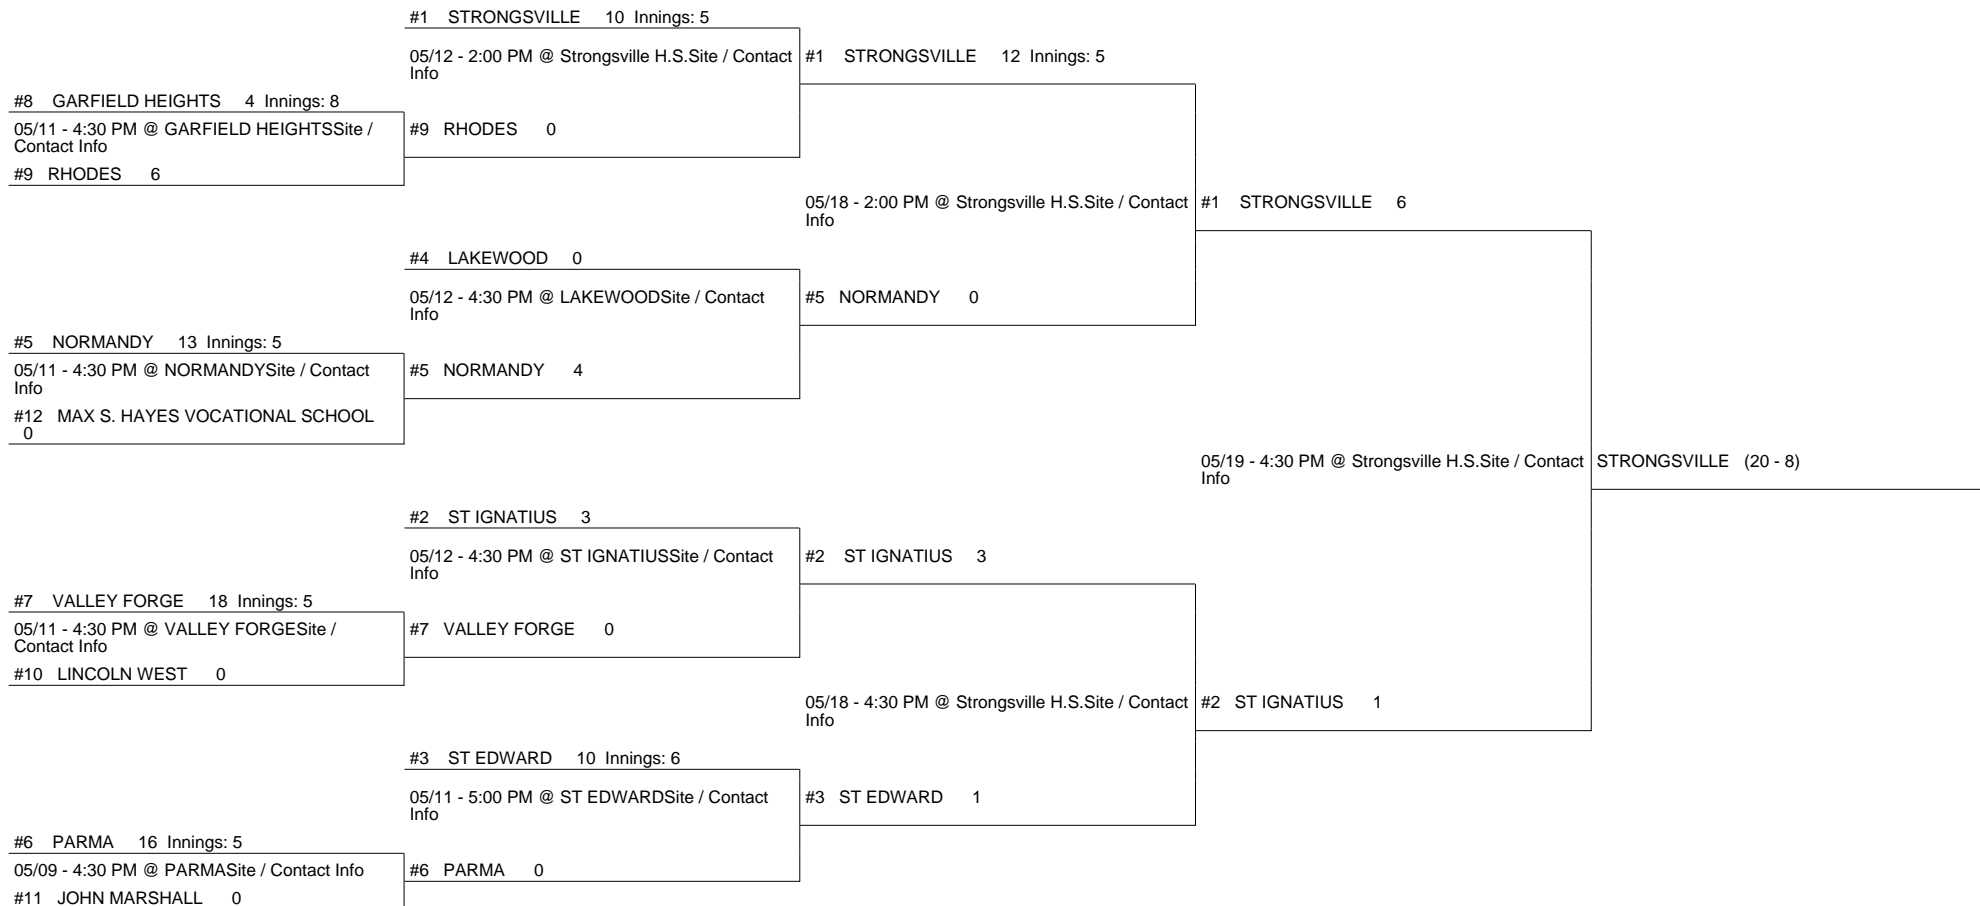 #1 STRONGSVILLE 10 Innings: 5
05/12 - 2:00 PM @ Strongsville H.S.Site / Contact
Info
#1 STRONGSVILLE 12 Innings: 5
#8 GARFIELD HEIGHTS 4 Innings: 8
05/11 - 4:30 PM @ GARFIELD HEIGHTSSite /
Contact Info
#9 RHODES 0
#9 RHODES 6
05/18 - 2:00 PM @ Strongsville H.S.Site / Contact
Info
#1 STRONGSVILLE 6
#4 LAKEWOOD 0
05/12 - 4:30 PM @ LAKEWOODSite / Contact
Info
#5 NORMANDY 0
#5 NORMANDY 13 Innings: 5
05/11 - 4:30 PM @ NORMANDYSite / Contact
Info
#5 NORMANDY 4
#12 MAX S. HAYES VOCATIONAL SCHOOL
0
05/19 - 4:30 PM @ Strongsville H.S.Site / Contact
Info
STRONGSVILLE (20 - 8)
#2 ST IGNATIUS 3
05/12 - 4:30 PM @ ST IGNATIUSSite / Contact
Info
#2 ST IGNATIUS 3
#7 VALLEY FORGE 18 Innings: 5
05/11 - 4:30 PM @ VALLEY FORGESite /
Contact Info
#7 VALLEY FORGE 0
#10 LINCOLN WEST 0
05/18 - 4:30 PM @ Strongsville H.S.Site / Contact
Info
#2 ST IGNATIUS 1
#3 ST EDWARD 10 Innings: 6
05/11 - 5:00 PM @ ST EDWARDSite / Contact
Info
#3 ST EDWARD 1
#6 PARMA 16 Innings: 5
05/09 - 4:30 PM @ PARMASite / Contact Info
#6 PARMA 0
#11 JOHN MARSHALL 0